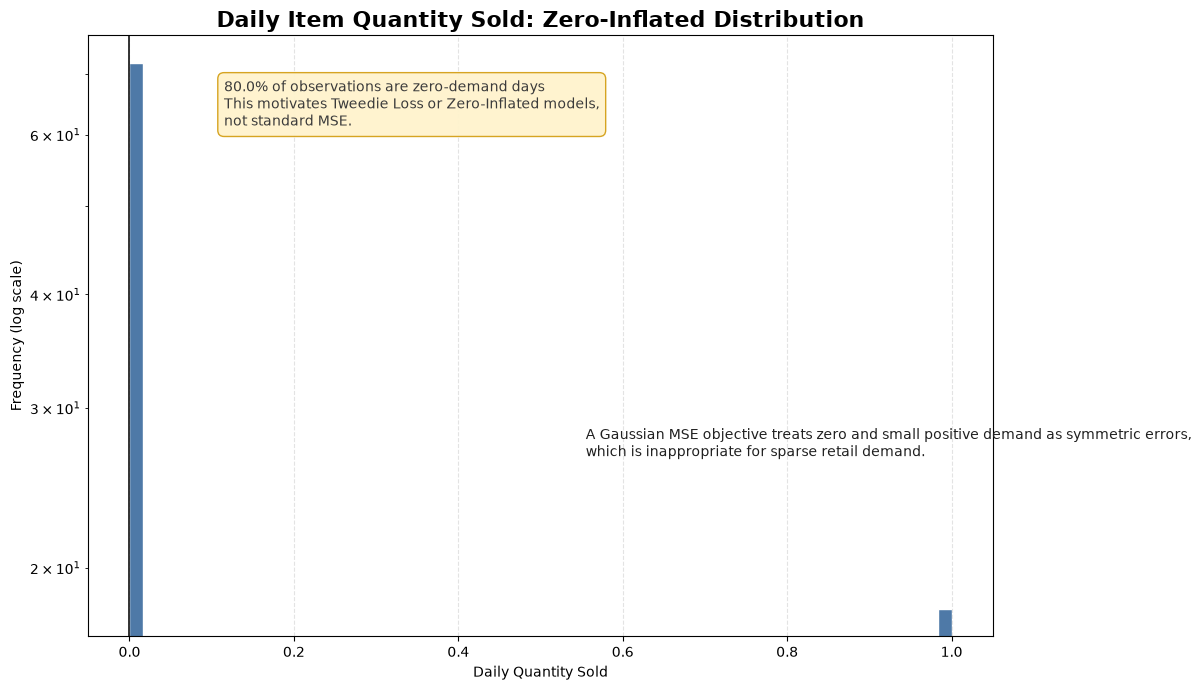 Daily Item Quantity Sold: Zero-Inflated Distribution
80.0% of observations are zero-demand days
This motivates Tweedie Loss or Zero-Inflated models,
not standard MSE.
6 × 10¹
4 × 10¹
3 × 10¹
2 × 10¹
Frequency (log scale)
A Gaussian MSE objective treats zero and small positive demand as symmetric errors,
which is inappropriate for sparse retail demand.
0.0 0.2 0.4 0.6 0.8 1.0
Daily Quantity Sold